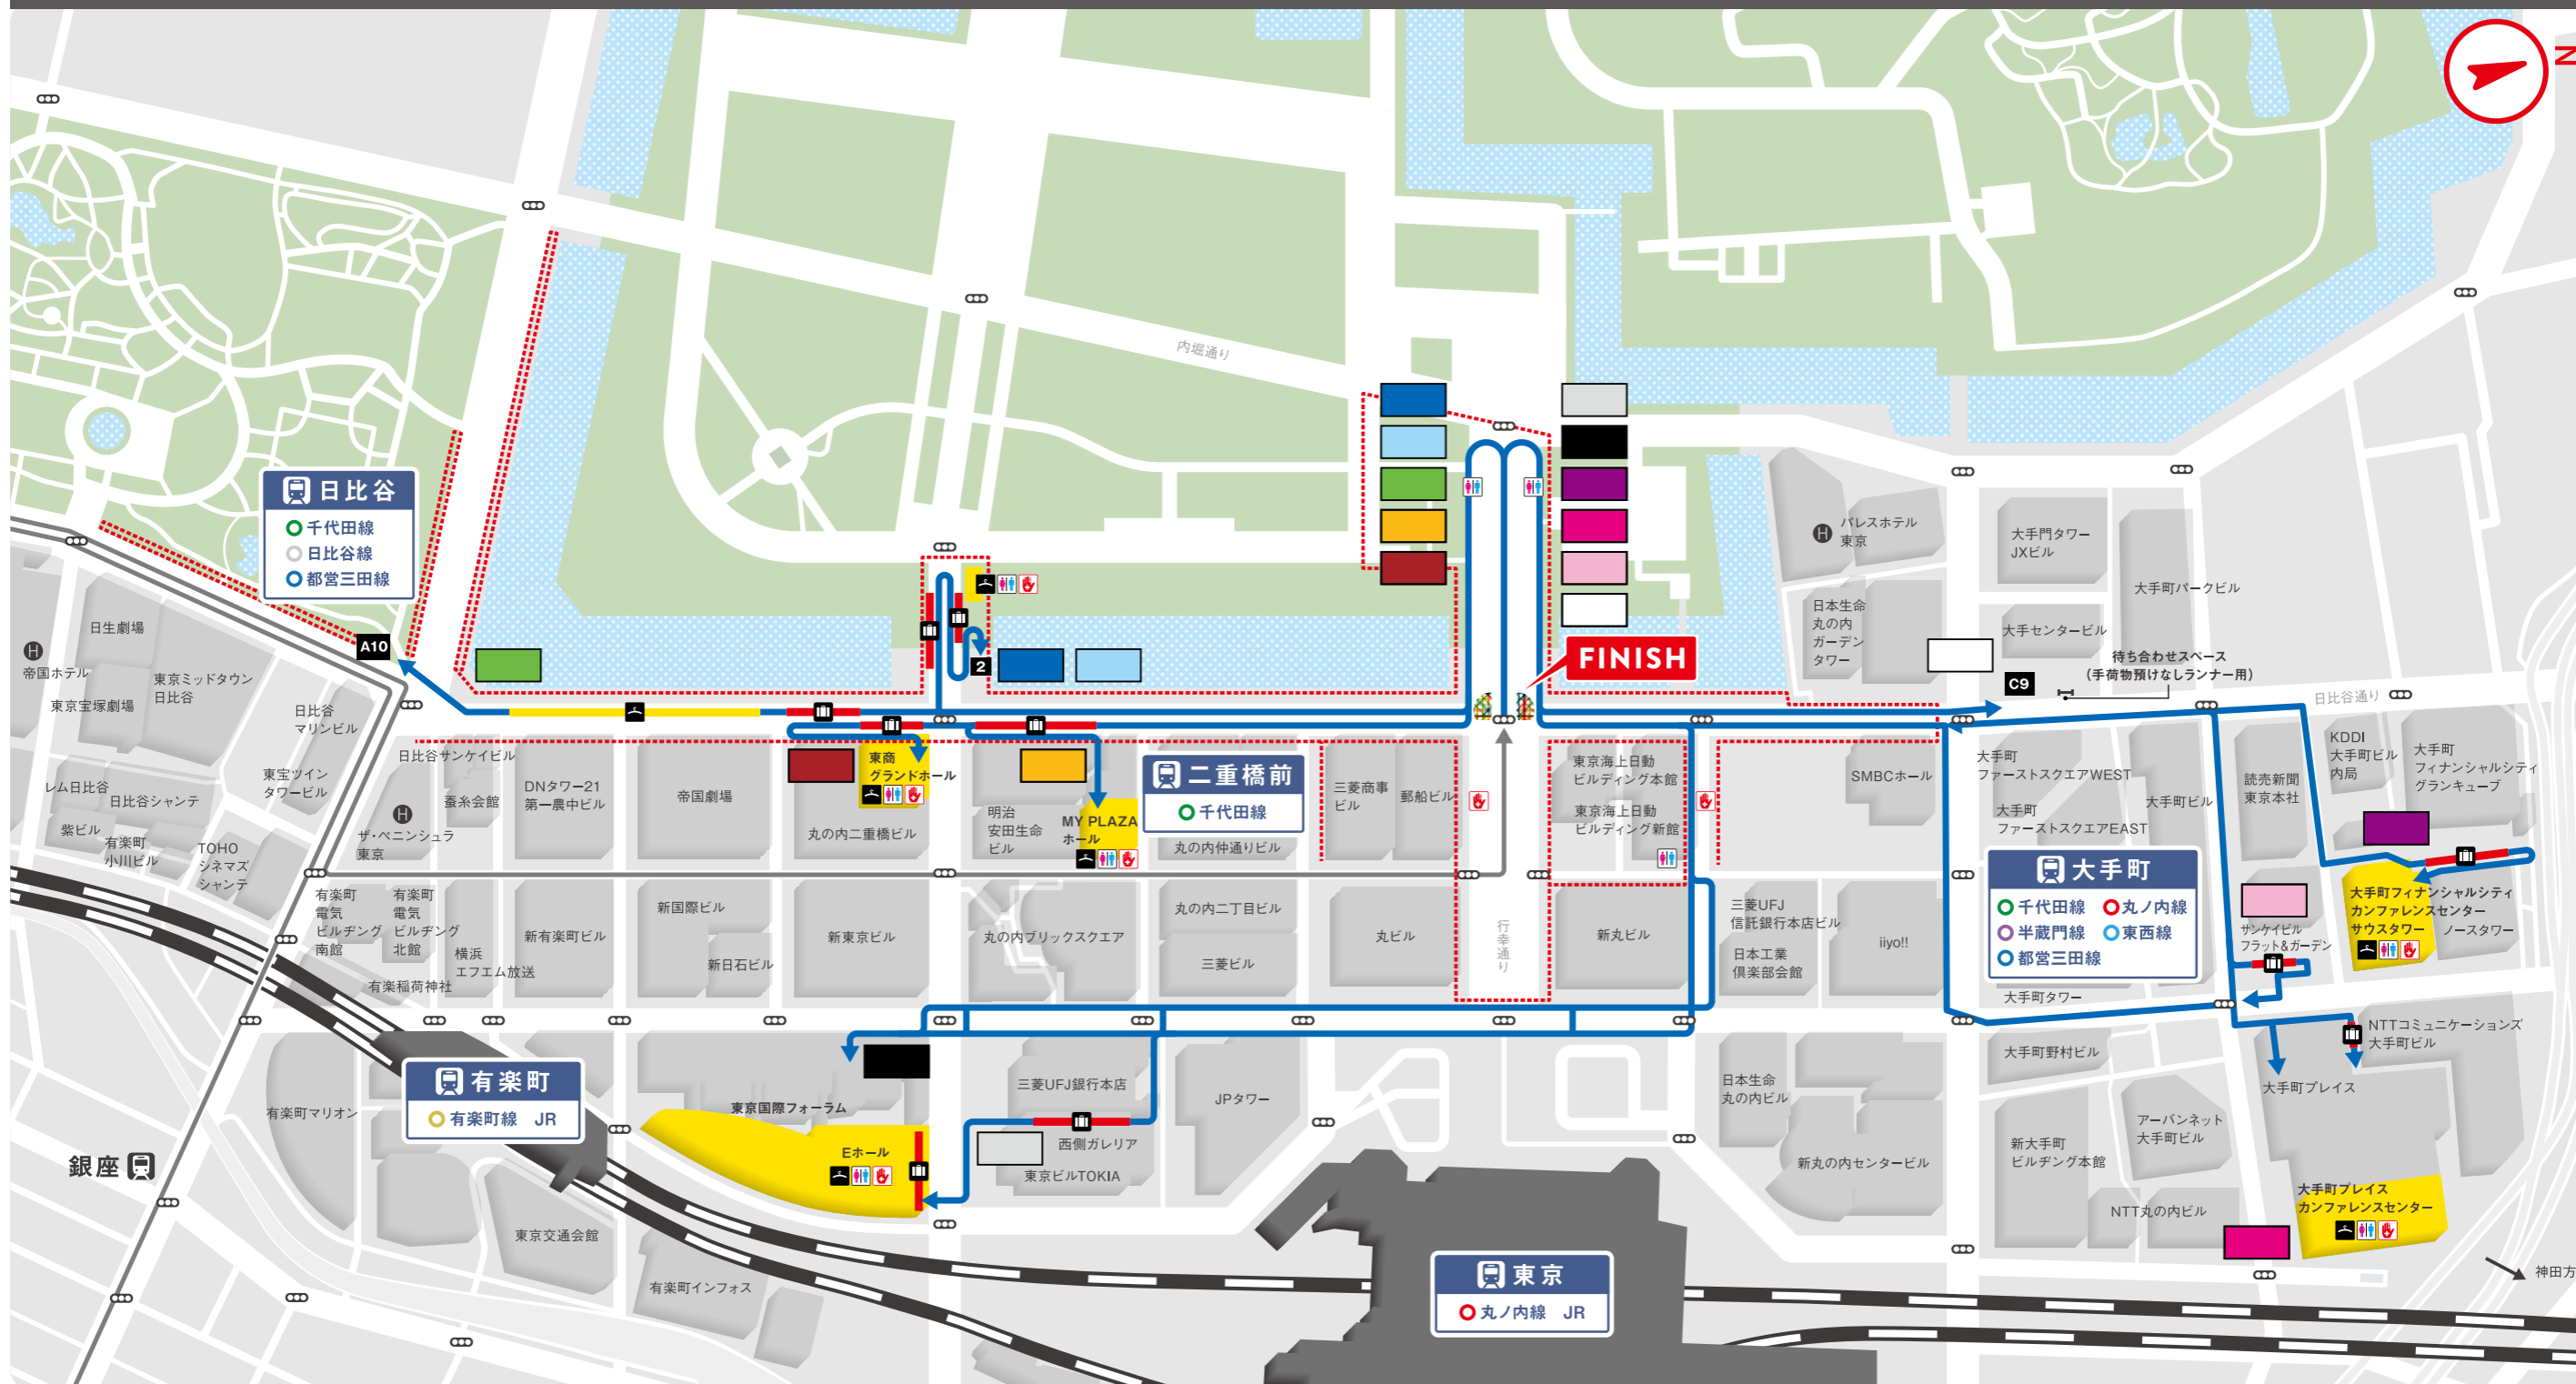 N
内堀通り
日比谷
千代田線
日比谷線
都営三田線
A10
2
FINISH
パレスホテル
東京
大手門タワー
JXビル
大手町パークビル
日本生命
丸の内
ガーデン
タワー
大手センタービル
待ち合わせスペース
(手荷物預けなしランナー用)
C9
日比谷通り
H
帝国ホテル
日生劇場
東京宝塚劇場
東京ミッドタウン
日比谷
日比谷
マリンビル
東宝ツイン
タワービル
レム日比谷
日比谷シャンテ
紫ビル
有楽町
小川ビル
TOHO
シネマズ
シャンテ
日比谷サンケイビル
蚕糸会館
H
ザ・ペニンシュラ
東京
DNタワー21
第一農中ビル
帝国劇場
東商
グランドホール
丸の内二重橋ビル
明治
安田生命
ビル
MY PLAZA
ホール
二重橋前
千代田線
丸の内仲通りビル
三菱商事
ビル
郵船ビル
東京海上日動
ビルディング本館
東京海上日動
ビルディング新館
SMBCホール
大手町
ファーストスクエアWEST
大手町
ファーストスクエアEAST
大手町ビル
読売新聞
東京本社
KDDI
大手町ビル
内局
大手町
フィナンシャルシティ
グランキューブ
大手町
千代田線 丸ノ内線
半蔵門線 東西線
都営三田線
大手町フィナンシャルシティ
カンファレンスセンター
サウスタワー
ノースタワー
サンケイビル
フラット&ガーデン
有楽町
電気
ビルヂング
南館
有楽町
電気
ビルヂング
北館
横浜
エフエム放送
有楽稲荷神社
新有楽町ビル
新国際ビル
新日石ビル
新東京ビル
丸の内ブリックスクエア
丸の内二丁目ビル
三菱ビル
丸ビル
行幸通り
新丸ビル
三菱UFJ
信託銀行本店ビル
日本工業
倶楽部会館
iiyo!!
大手町タワー
NTTコミュニケーションズ
大手町ビル
大手町プレイス
大手町野村ビル
有楽町
有楽町線 JR
有楽町マリオン
東京国際フォーラム
Eホール
三菱UFJ銀行本店
西側ガレリア
東京ビルTOKIA
JPタワー
日本生命
丸の内ビル
新丸の内センタービル
新大手町
ビルヂング本館
アーバンネット
大手町ビル
NTT丸の内ビル
大手町プレイス
カンファレンスセンター
銀座
東京交通会館
有楽町インフォス
東京
丸ノ内線 JR
神田方